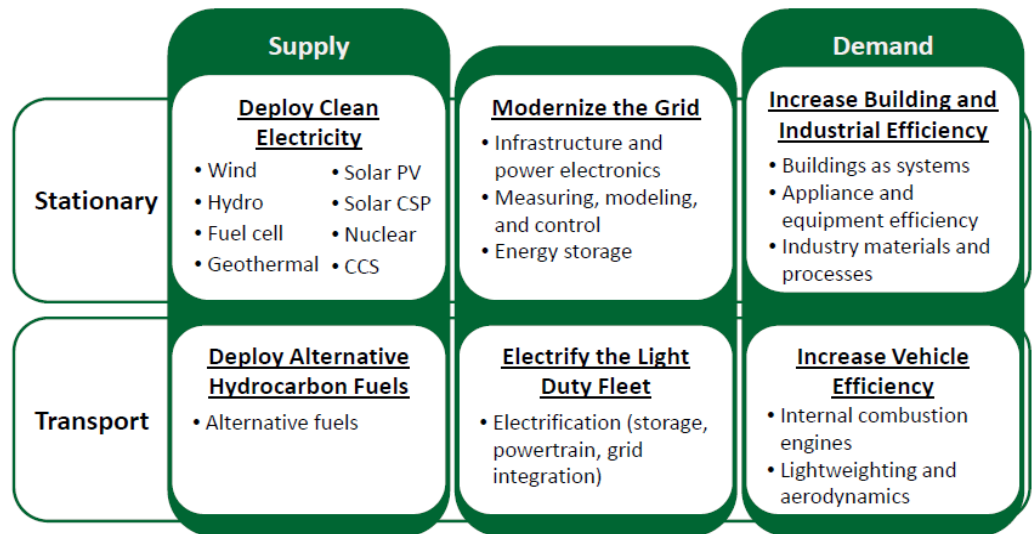 Supply
Demand
Stationary
Deploy Clean
Electricity
• Wind
• Hydro
• Fuel cell
• Geothermal
• Solar PV
• Solar CSP
• Nuclear
• CCS
Modernize the Grid
• Infrastructure and
power electronics
• Measuring, modeling,
and control
• Energy storage
Increase Building and
Industrial Efficiency
• Buildings as systems
• Appliance and
equipment efficiency
• Industry materials and
processes
Transport
Deploy Alternative
Hydrocarbon Fuels
• Alternative fuels
Electrify the Light
Duty Fleet
• Electrification (storage,
powertrain, grid
integration)
Increase Vehicle
Efficiency
• Internal combustion
engines
• Lightweighting and
aerodynamics